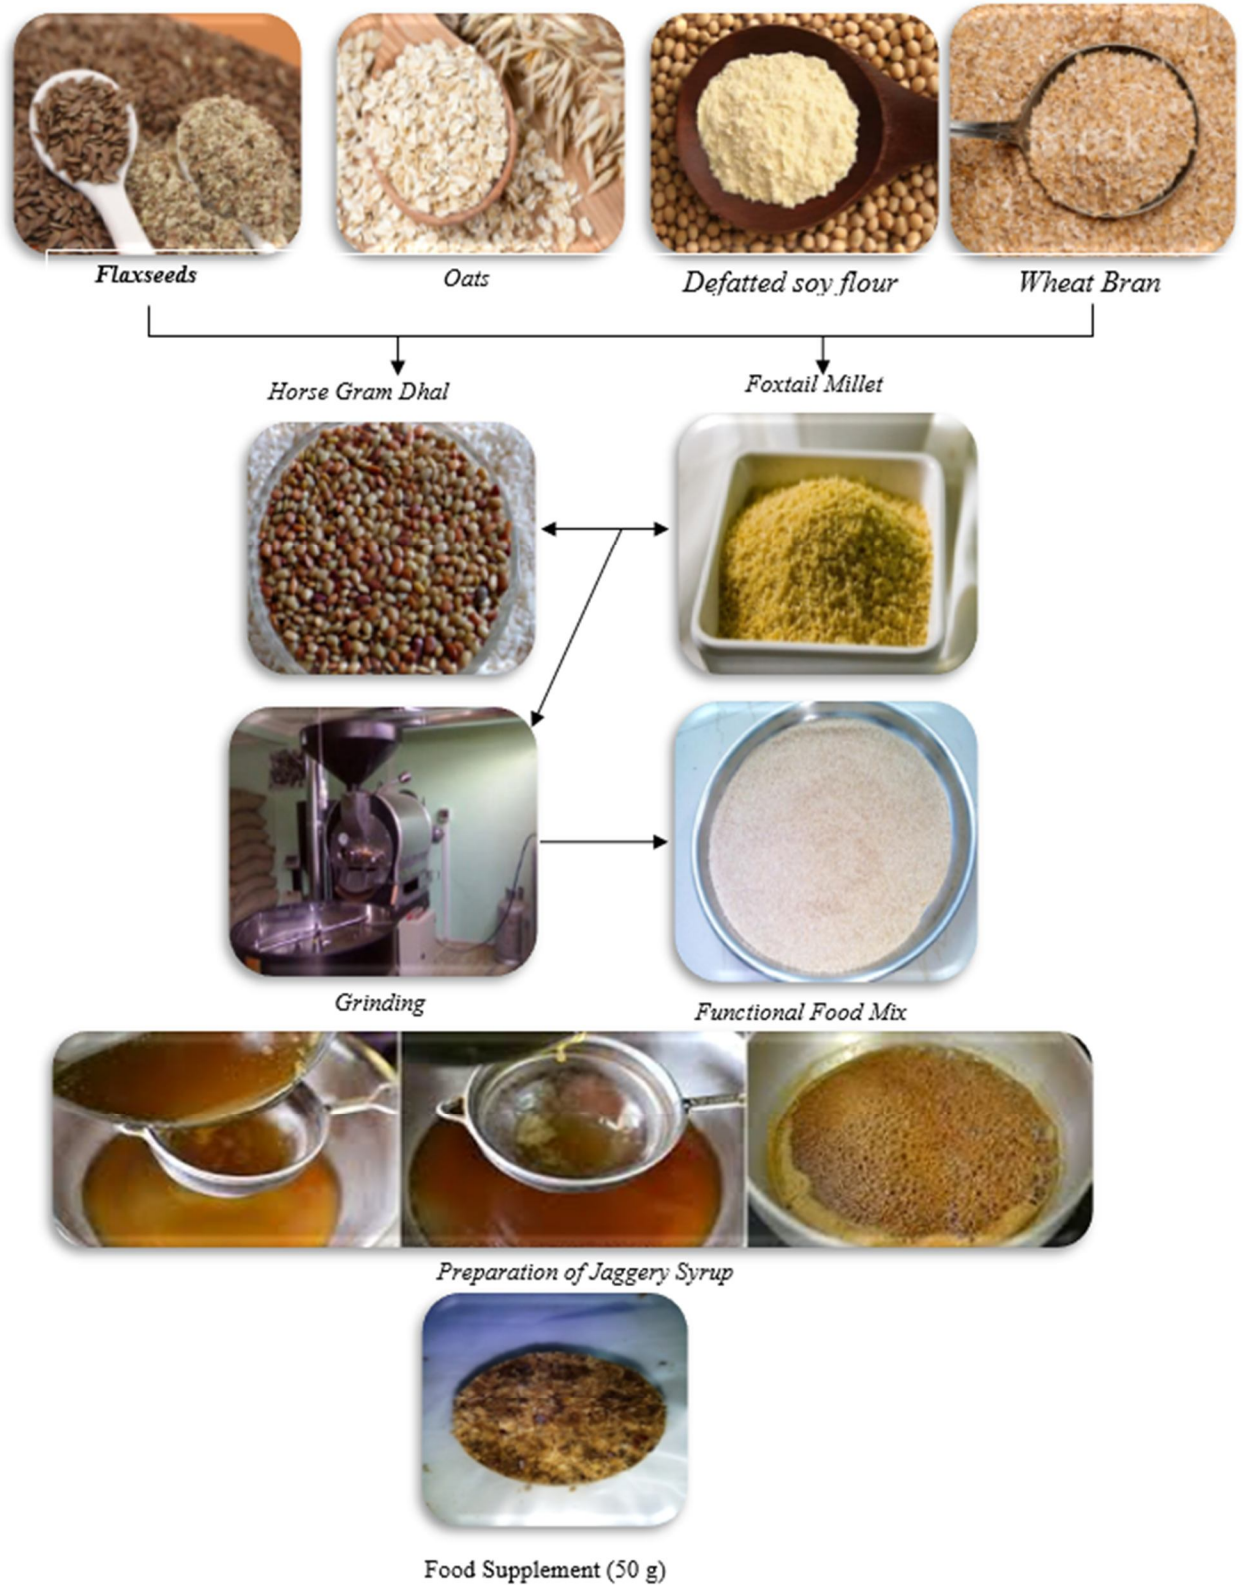 Flaxseeds
Oats
Defatted soy flour
Wheat Bran
Horse Gram Dhal
Foxtail Millet
Grinding
Functional Food Mix
Preparation of Jaggery Syrup
Food Supplement (50 g)